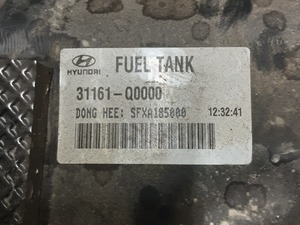 HYUNDAI FUEL TANK
31161-Q0000
DONG HEE: SFXA185000 12:32:41